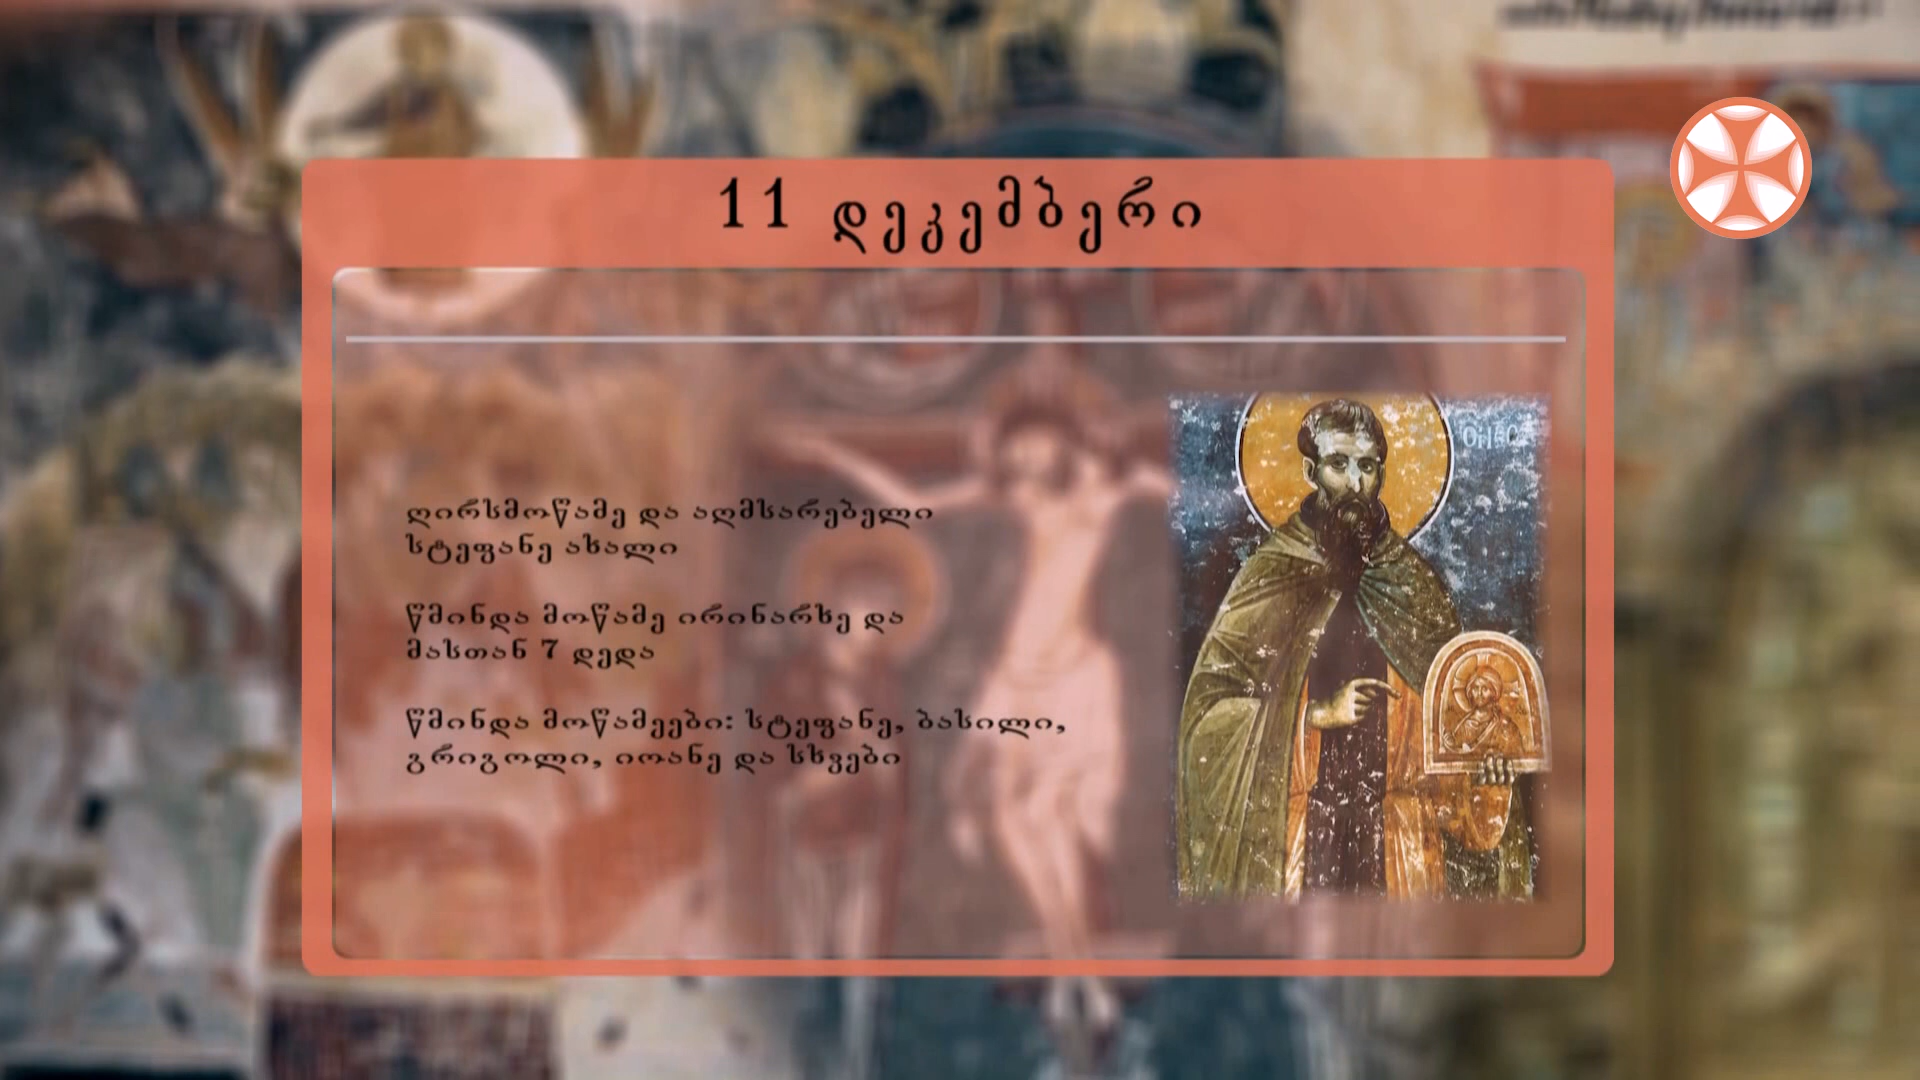 11 დეკემბერი
ღირსმოწამე და აღმსარებელი
სტეფანე ახალი
წმინდა მოწამე ირინარხე და
მასთან 7 დედა
წმინდა მოწამეები: სტეფანე, ბასილი,
გრიგოლი, იოანე და სხვები